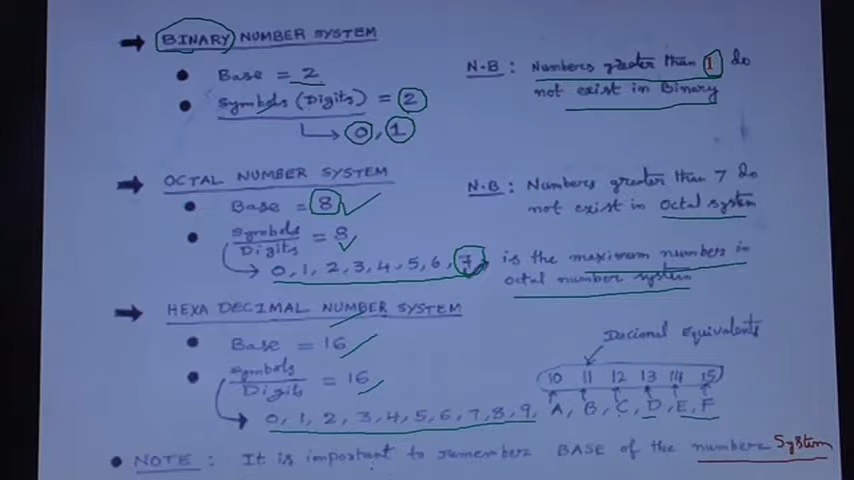 → BINARY NUMBER SYSTEM
• Base = 2
• Symbols (Digits) = 2
0, 1
N.B : Numbers greater than 1 do
not exist in Binary
→ OCTAL NUMBER SYSTEM
• Base = 8 ✓
• Symbols / Digits = 8 ✓
0, 1, 2, 3, 4, 5, 6, 7
N.B : Numbers greater than 7 do
not exist in Octal system
is the maximum numbers in
octal number system
→ HEXA DECIMAL NUMBER SYSTEM
• Base = 16
• Symbols / Digit = 16
0, 1, 2, 3, 4, 5, 6, 7, 8, 9, A, B, C, D, E, F
Decimal equivalents
10 11 12 13 14 15
• NOTE : It is important to remember BASE of the number System